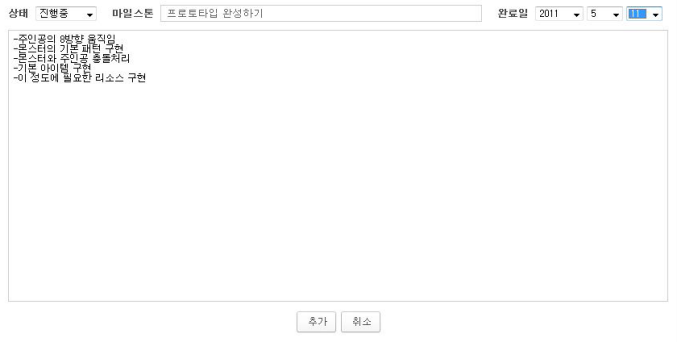 상태 진행중 마일스톤 프로토타입 완성하기 완료일 2011 5 11
-주인공의 8방향 움직임
-몬스터의 기본 패턴 구현
-몬스터와 주인공 충돌처리
-기본 아이템 구현
-이 정도에 필요한 리소스 구현
추가 취소